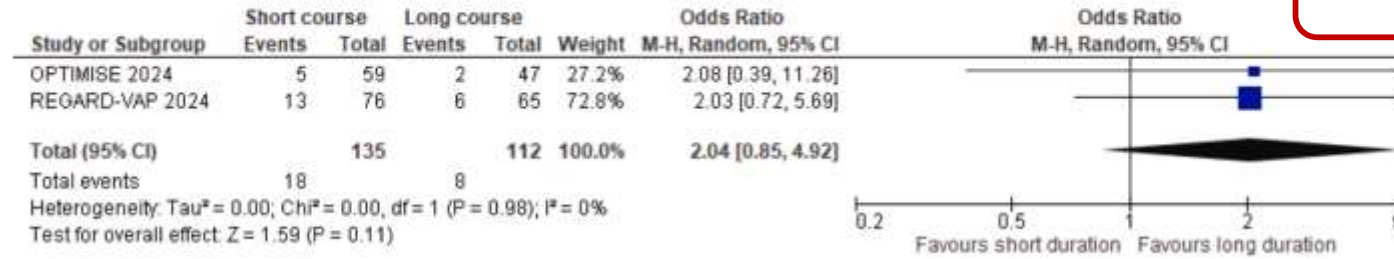 Short course Long course Odds Ratio Odds Ratio
Study or Subgroup Events Total Events Total Weight M-H, Random, 95% CI M-H, Random, 95% CI
OPTIMISE 2024 5 59 2 47 27.2% 2.08 [0.39, 11.26]
REGARD-VAP 2024 13 76 6 65 72.8% 2.03 [0.72, 5.69]
Total (95% CI) 135 112 100.0% 2.04 [0.85, 4.92]
Total events 18 8
Heterogeneity: Tau² = 0.00; Chi² = 0.00, df = 1 (P = 0.98); I² = 0%
Test for overall effect: Z = 1.59 (P = 0.11)
0.2 0.5 1 2
Favours short duration Favours long duration